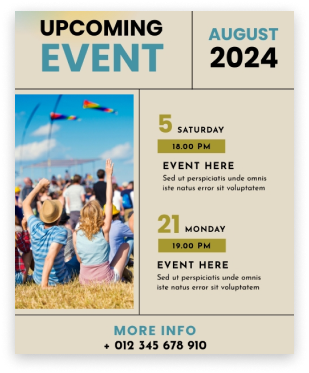 UPCOMING
EVENT
AUGUST
2024
5 SATURDAY
18.00 PM
EVENT HERE
Sed ut perspiciatis unde omnis
iste natus error sit voluptatem
21 MONDAY
19.00 PM
EVENT HERE
Sed ut perspiciatis unde omnis
iste natus error sit voluptatem
MORE INFO
+ 012 345 678 910